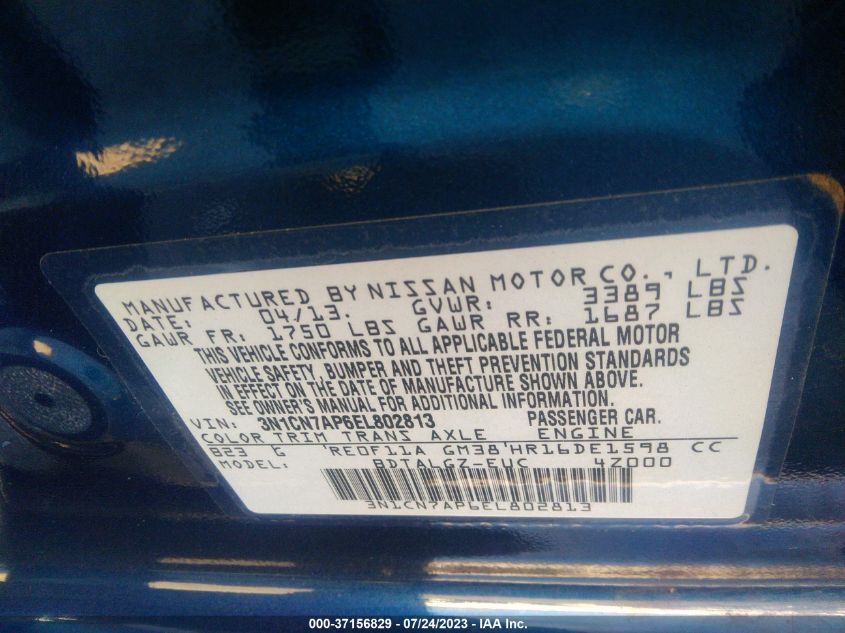 MANUFACTURED BY NISSAN MOTOR CO., LTD.
DATE: 04/13. GVWR: 3389 LBS
GAWR FR: 1750 LBS GAWR RR: 1687 LBS
THIS VEHICLE CONFORMS TO ALL APPLICABLE FEDERAL MOTOR
VEHICLE SAFETY, BUMPER AND THEFT PREVENTION STANDARDS
IN EFFECT ON THE DATE OF MANUFACTURE SHOWN ABOVE.
SEE OWNER'S MANUAL FOR ADDITIONAL INFORMATION.
VIN: 3N1CN7AP6EL802813 PASSENGER CAR.
COLOR TRIM TRANS AXLE ENGINE
B23 G 'RE0F11A GM38'HR16DE1598 CC
MODEL: BDTALGZ-EUC 4Z000
3N1CN7AP6EL802813
000-37156829 - 07/24/2023 - IAA Inc.